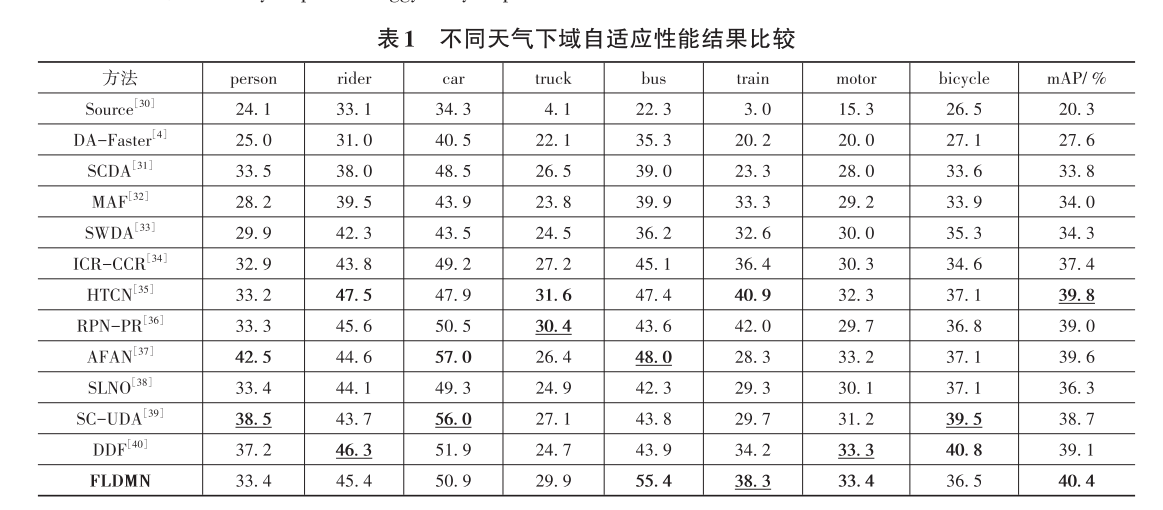 表1 不同天气下域自适应性能结果比较
方法 person rider car truck bus train motor bicycle mAP/%
Source[30] 24.1 33.1 34.3 4.1 22.3 3.0 15.3 26.5 20.3
DA-Faster[4] 25.0 31.0 40.5 22.1 35.3 20.2 20.0 27.1 27.6
SCDA[31] 33.5 38.0 48.5 26.5 39.0 23.3 28.0 33.6 33.8
MAF[32] 28.2 39.5 43.9 23.8 39.9 33.3 29.2 33.9 34.0
SWDA[33] 29.9 42.3 43.5 24.5 36.2 32.6 30.0 35.3 34.3
ICR-CCR[34] 32.9 43.8 49.2 27.2 45.1 36.4 30.3 34.6 37.4
HTCN[35] 33.2 47.5 47.9 31.6 47.4 40.9 32.3 37.1 39.8
RPN-PR[36] 33.3 45.6 50.5 30.4 43.6 42.0 29.7 36.8 39.0
AFAN[37] 42.5 44.6 57.0 26.4 48.0 28.3 33.2 37.1 39.6
SLNO[38] 33.4 44.1 49.3 24.9 42.3 29.3 30.1 37.1 36.3
SC-UDA[39] 38.5 43.7 56.0 27.1 43.8 29.7 31.2 39.5 38.7
DDF[40] 37.2 46.3 51.9 24.7 43.9 34.2 33.3 40.8 39.1
FLDMN 33.4 45.4 50.9 29.9 55.4 38.3 33.4 36.5 40.4